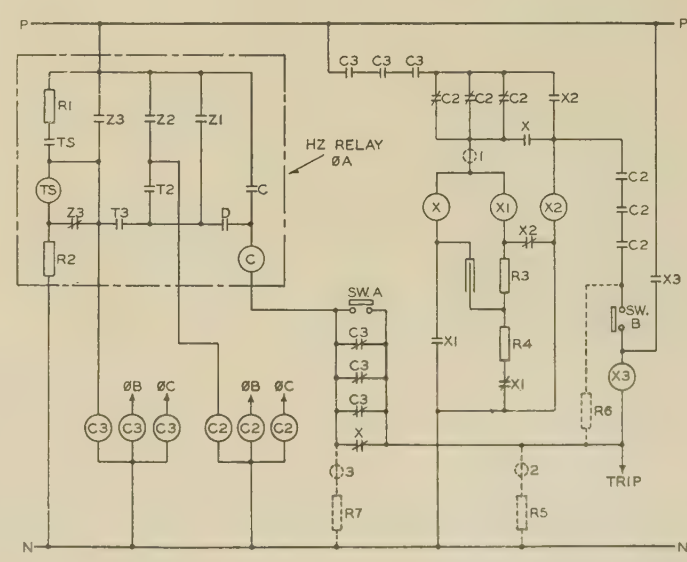 P P
C3 C3 C3
R1 Z3 Z2 Z1 C2 C2 C2 X2
TS X
HZ RELAY
ØA
1
TS T2 C C2
Z3 T3 D X X1 X2 C2
X2
R2 C R3 C2
SW. A X3
SW.
B
C3 X1 R4
C3 X1 X3
ØB ØC ØB ØC C3 R6
C3 C3 C3 C2 C2 C2 X
3 2 TRIP
R7 R5
N N